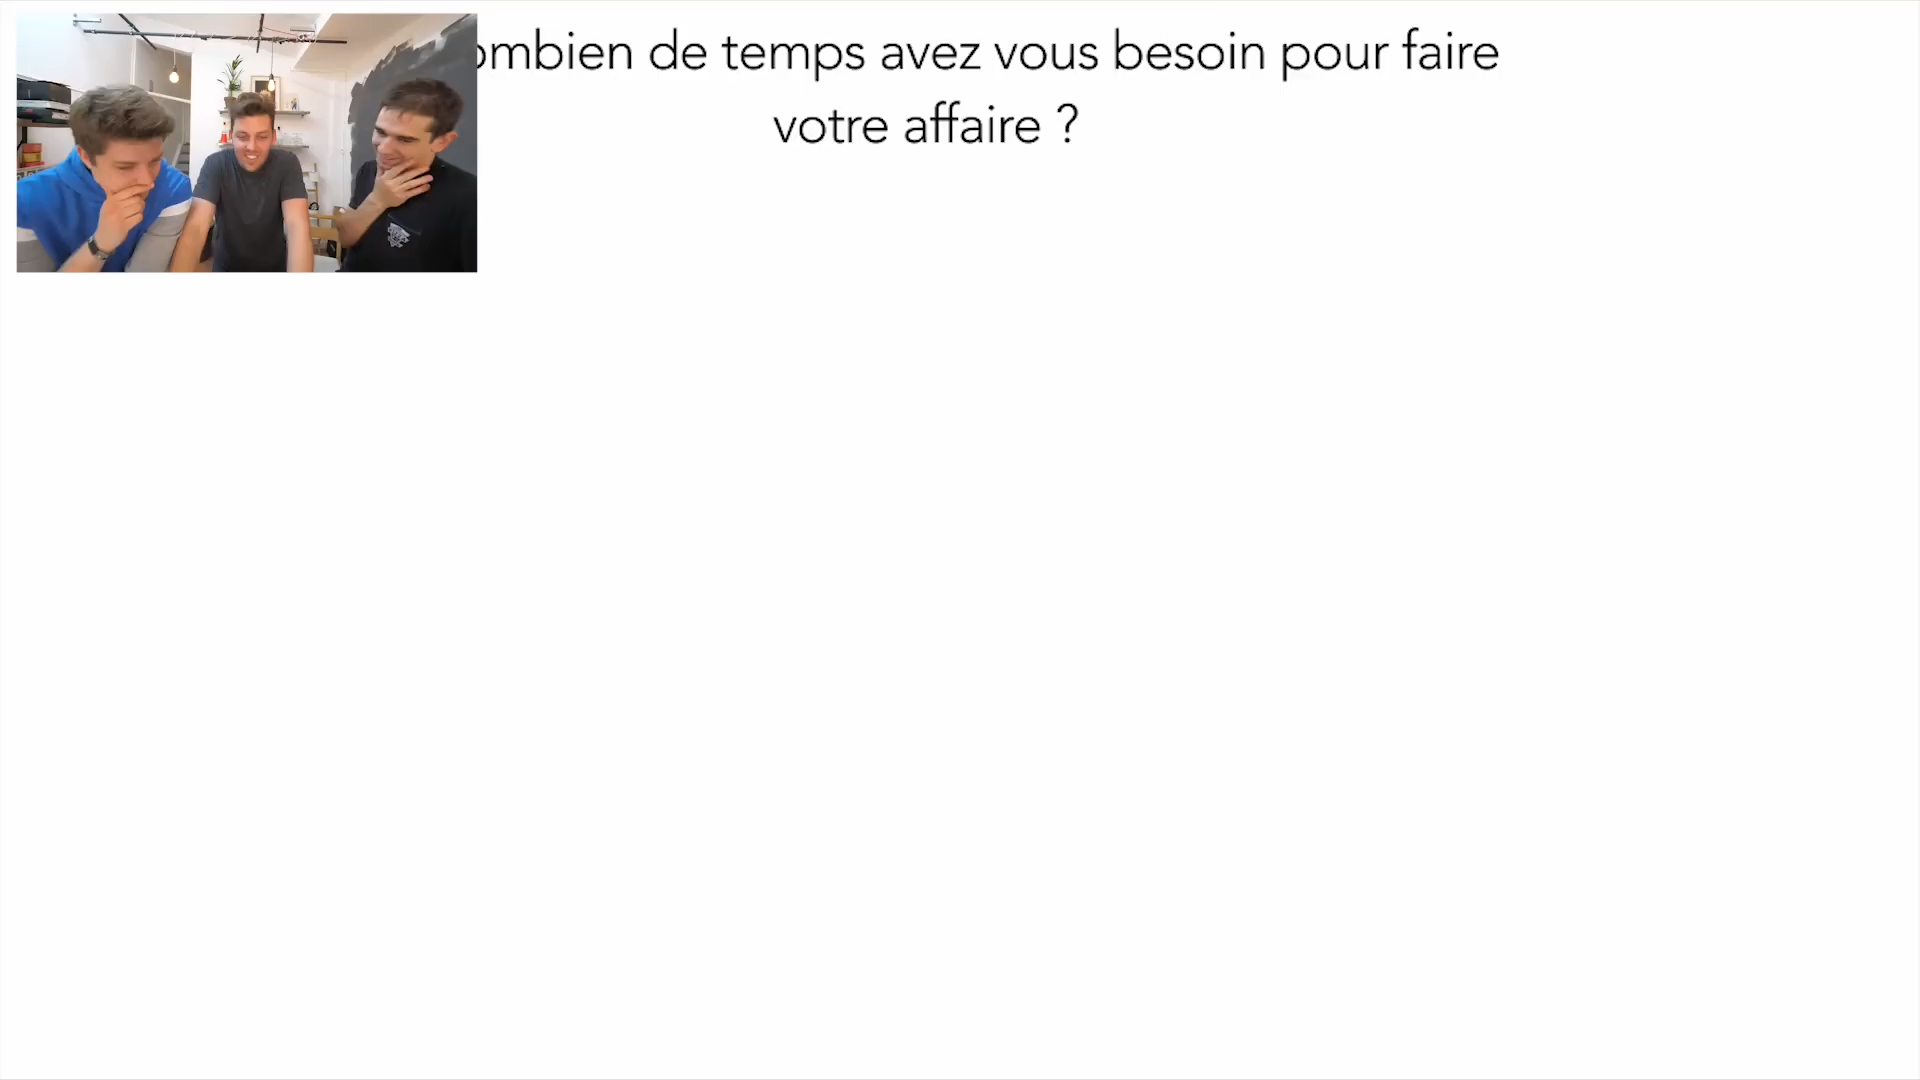 ombien de temps avez vous besoin pour faire
votre affaire ?